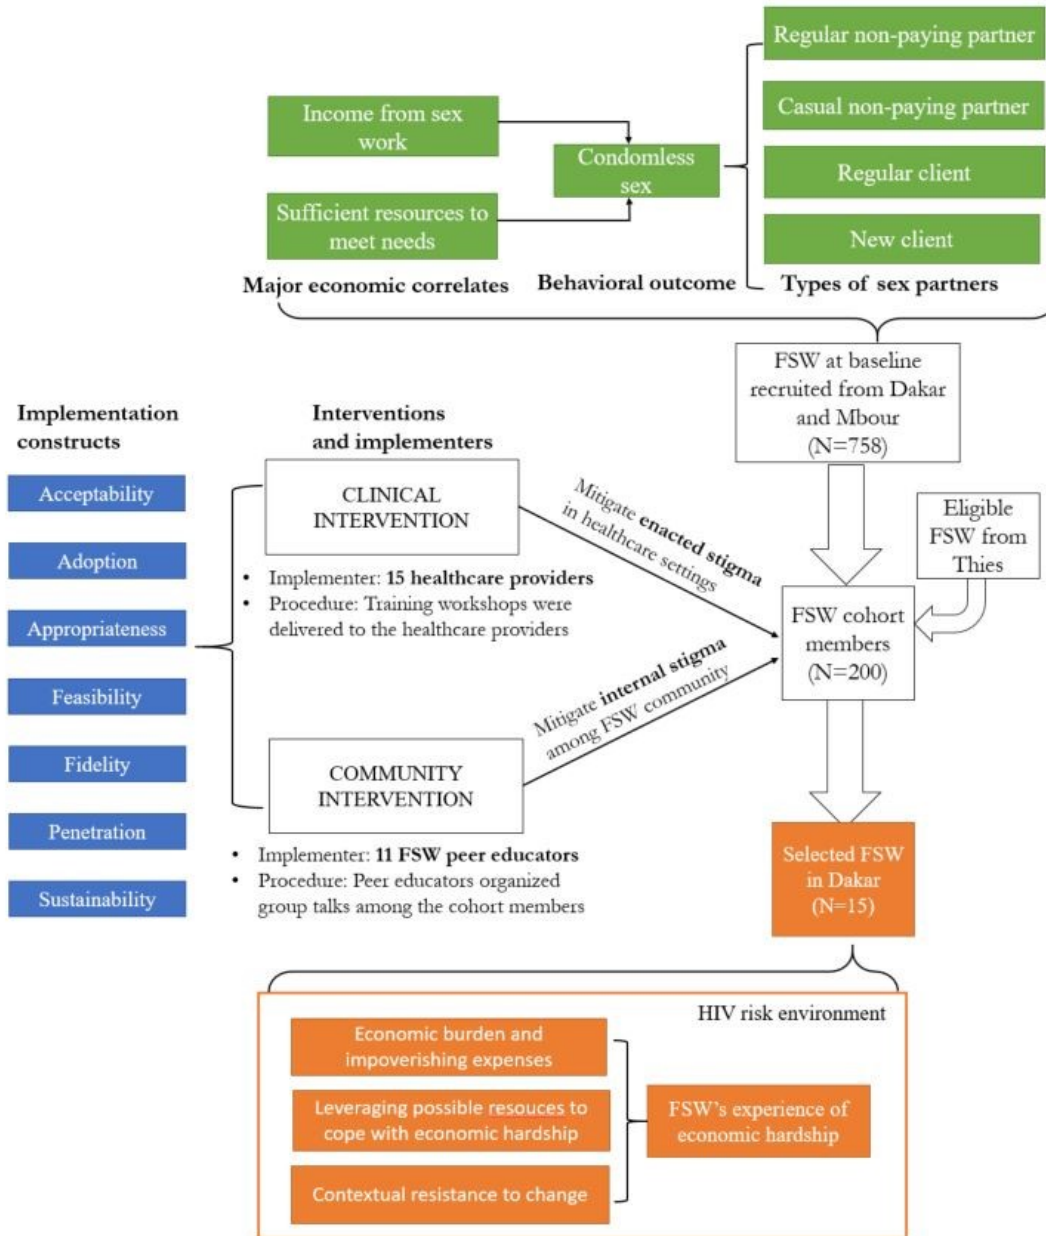 Regular non-paying partner
Casual non-paying partner
Regular client
New client
Income from sex
work
Sufficient resources to
meet needs
Condomless
sex
Major economic correlates
Behavioral outcome
Types of sex partners
FSW at baseline
recruited from Dakar
and Mbour
(N=758)
Implementation
constructs
Acceptability
Adoption
Appropriateness
Feasibility
Fidelity
Penetration
Sustainability
Interventions
and implementers
CLINICAL
INTERVENTION
• Implementer: 15 healthcare providers
• Procedure: Training workshops were
delivered to the healthcare providers
COMMUNITY
INTERVENTION
• Implementer: 11 FSW peer educators
• Procedure: Peer educators organized
group talks among the cohort members
Mitigate enacted stigma
in healthcare settings
Mitigate internal stigma
among FSW community
Eligible
FSW from
Thies
FSW cohort
members
(N=200)
Selected FSW
in Dakar
(N=15)
HIV risk environment
Economic burden and
impoverishing expenses
Leveraging possible resouces to
cope with economic hardship
Contextual resistance to change
FSW's experience of
economic hardship